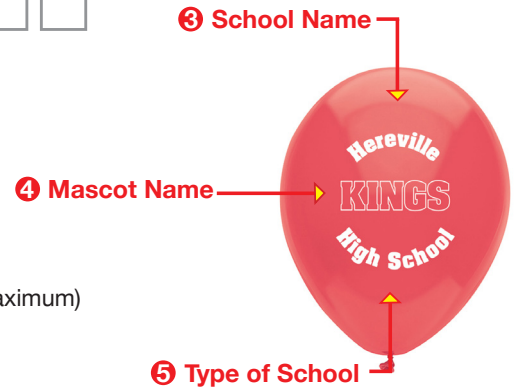 ❸ School Name
Hereville
❹ Mascot Name
KINGS
High School
aximum)
❺ Type of School